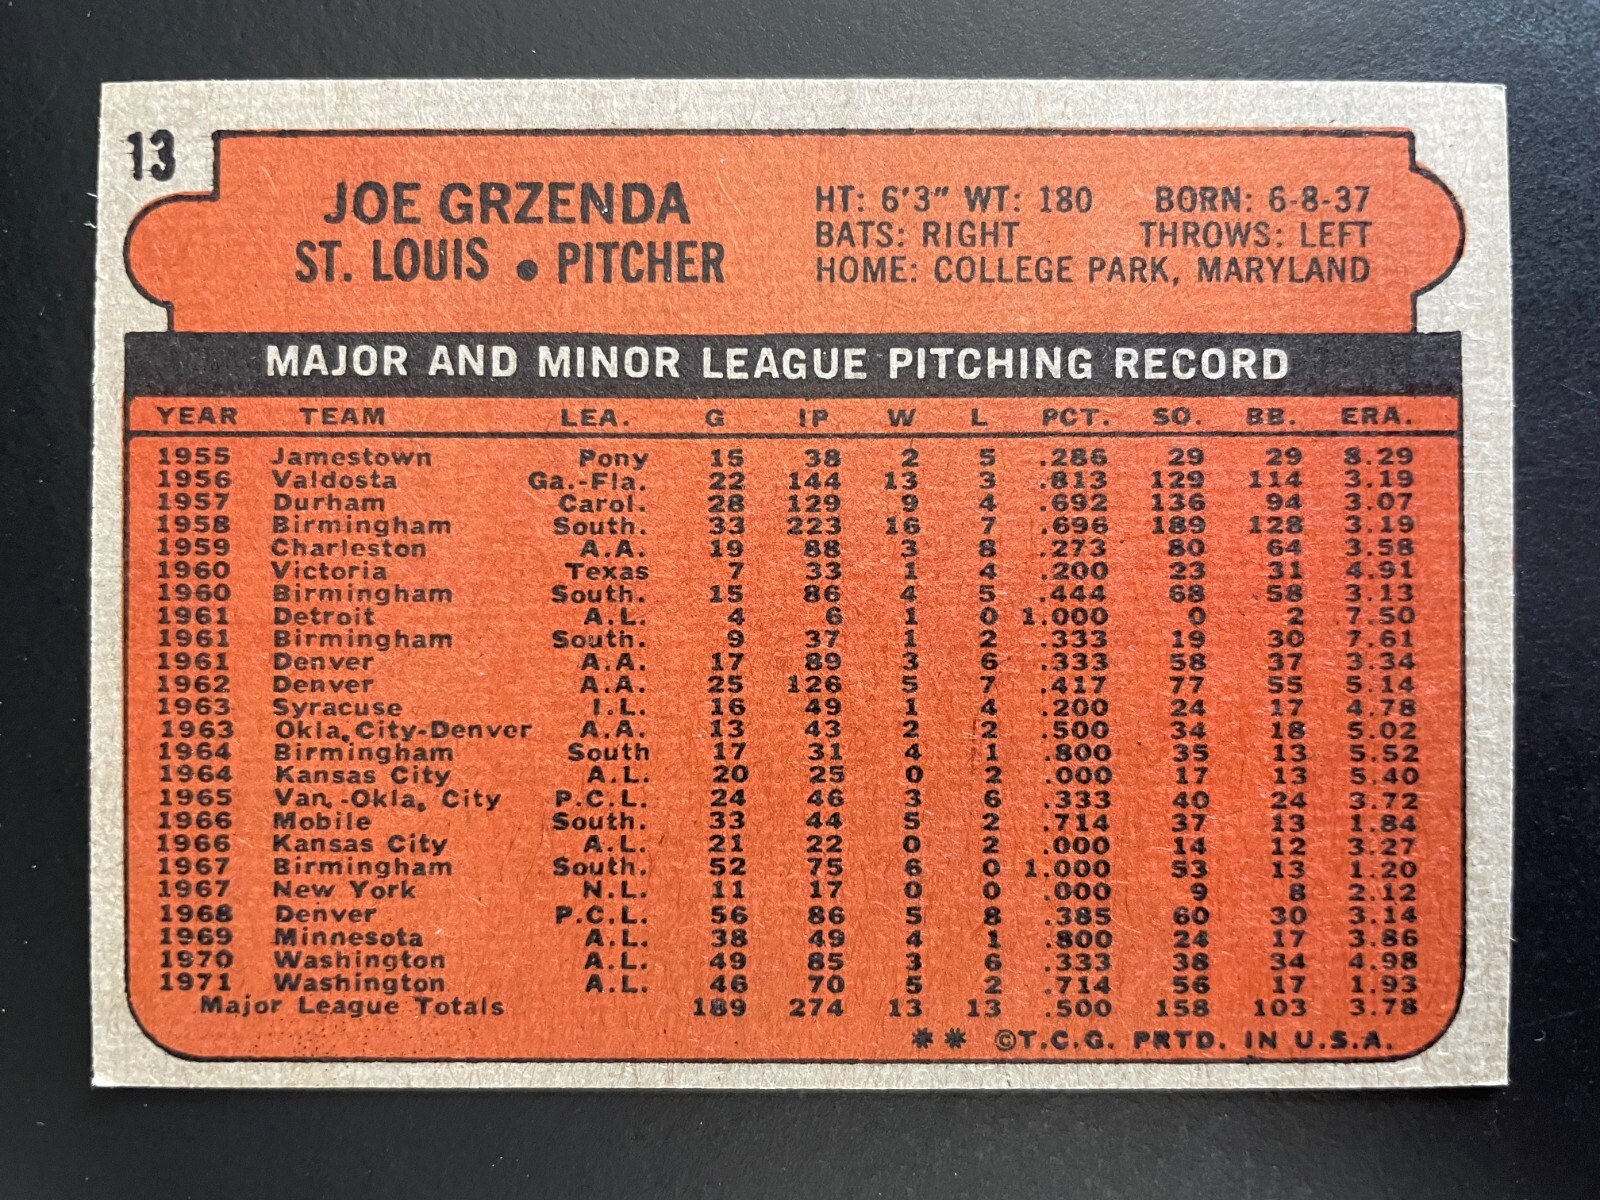 13
JOE GRZENDA
ST. LOUIS • PITCHER
HT: 6'3" WT: 180 BORN: 6-8-37
BATS: RIGHT THROWS: LEFT
HOME: COLLEGE PARK, MARYLAND
MAJOR AND MINOR LEAGUE PITCHING RECORD
YEAR TEAM LEA. G IP W L PCT. SO. BB. ERA.
1955 Jamestown Pony 15 38 2 5 .286 29 29 8.29
1956 Valdosta Ga.-Fla. 22 144 13 3 .813 129 114 3.19
1957 Durham Carol. 28 129 9 4 .692 136 94 3.07
1958 Birmingham South. 33 223 16 7 .696 189 128 3.19
1959 Charleston A.A. 19 88 3 8 .273 80 64 3.58
1960 Victoria Texas 7 33 1 4 .200 23 31 4.91
1960 Birmingham South. 15 86 4 5 .444 68 58 3.13
1961 Detroit A.L. 4 6 1 0 1.000 0 2 7.50
1961 Birmingham South. 9 37 1 2 .333 19 30 7.61
1961 Denver A.A. 17 89 3 6 .333 58 37 3.34
1962 Denver A.A. 25 126 5 7 .417 77 55 5.14
1963 Syracuse I.L. 16 49 1 4 .200 24 17 4.78
1963 Okla. City-Denver A.A. 13 43 2 2 .500 34 18 5.02
1964 Birmingham South 17 31 4 1 .800 35 13 5.52
1964 Kansas City A.L. 20 25 0 2 .000 17 13 5.40
1965 Van.-Okla. City P.C.L. 24 46 3 6 .333 40 24 3.72
1966 Mobile South. 33 44 5 2 .714 37 13 1.84
1966 Kansas City A.L. 21 22 0 2 .000 14 12 3.27
1967 Birmingham South. 52 75 6 0 1.000 53 13 1.20
1967 New York N.L. 11 17 0 0 .000 9 8 2.12
1968 Denver P.C.L. 56 86 5 8 .385 60 30 3.14
1969 Minnesota A.L. 38 49 4 1 .800 24 17 3.86
1970 Washington A.L. 49 85 3 6 .333 38 34 4.98
1971 Washington A.L. 46 70 5 2 .714 56 17 1.93
Major League Totals 189 274 13 13 .500 158 103 3.78
** ©T.C.G. PRTD. IN U.S.A.